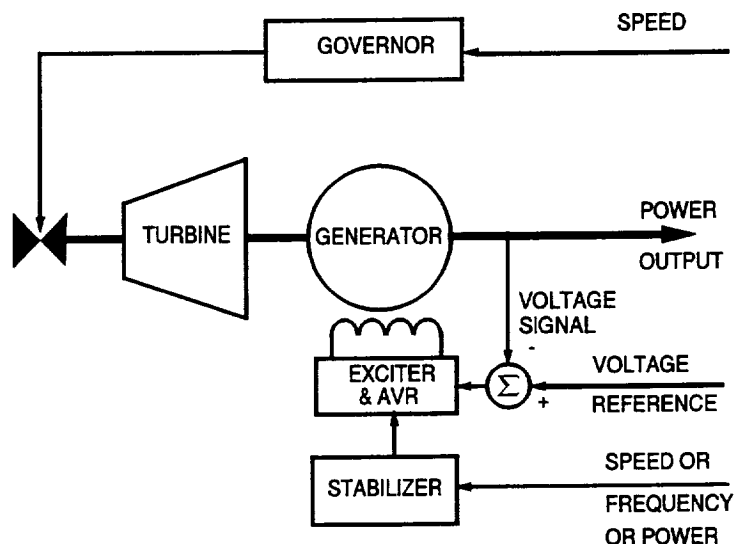 SPEED
GOVERNOR
TURBINE
GENERATOR
POWER
OUTPUT
VOLTAGE
SIGNAL
-
Σ
+
VOLTAGE
REFERENCE
EXCITER
& AVR
STABILIZER
SPEED OR
FREQUENCY
OR POWER